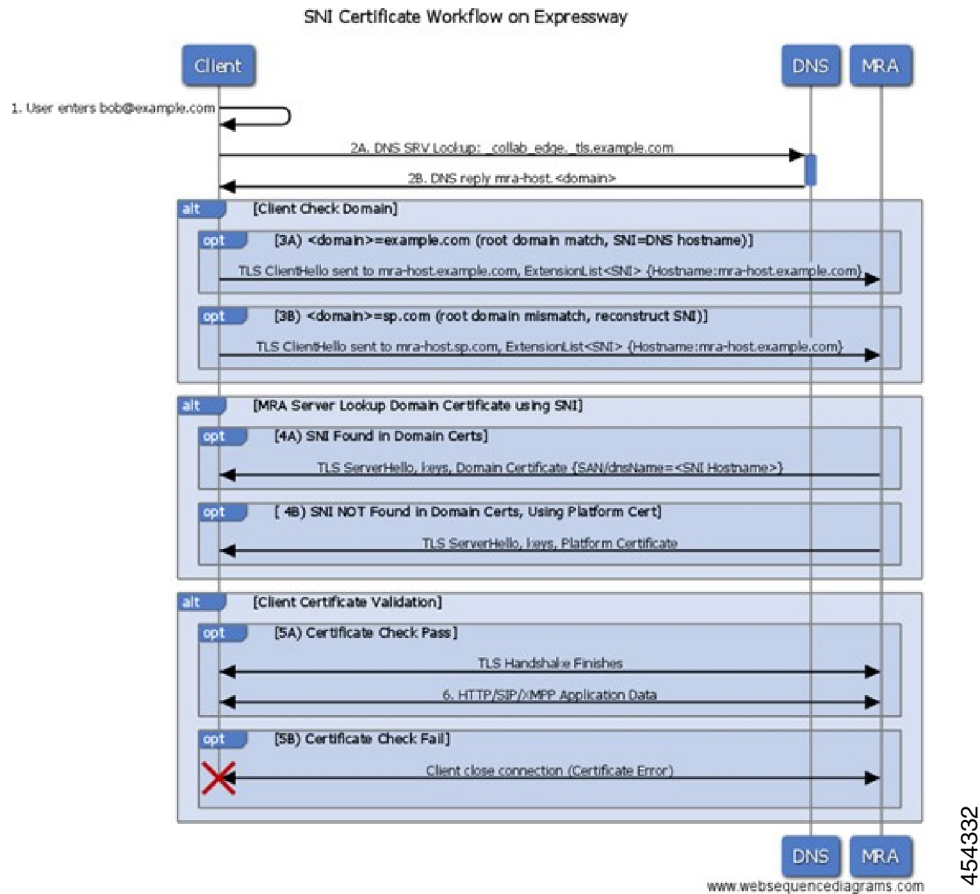 SNI Certificate Workflow on Expressway
Client
DNS
MRA
1. User enters bob@example.com
2A. DNS SRV Lookup: _collab_edge._tls.example.com
2B. DNS reply mra-host.<domain>
alt [Client Check Domain]
opt [3A) <domain>=example.com (root domain match, SNI=DNS hostname)]
TLS ClientHello sent to mra-host.example.com, ExtensionList<SNI> {Hostname:mra-host.example.com}
opt [3B) <domain>=sp.com (root domain mismatch, reconstruct SNI)]
TLS ClientHello sent to mra-host.sp.com, ExtensionList<SNI> {Hostname:mra-host.example.com}
alt [MRA Server Lookup Domain Certificate using SNI]
opt [4A) SNI Found in Domain Certs]
TLS ServerHello, keys, Domain Certificate {SAN/dnsName=<SNI Hostname>}
opt [ 4B) SNI NOT Found in Domain Certs, Using Platform Cert]
TLS ServerHello, keys, Platform Certificate
alt [Client Certificate Validation]
opt [5A) Certificate Check Pass]
TLS Handshake Finishes
6. HTTP/SIP/XMPP Application Data
opt [5B) Certificate Check Fail]
Client close connection (Certificate Error)
DNS
MRA
www.websequencediagrams.com
454332